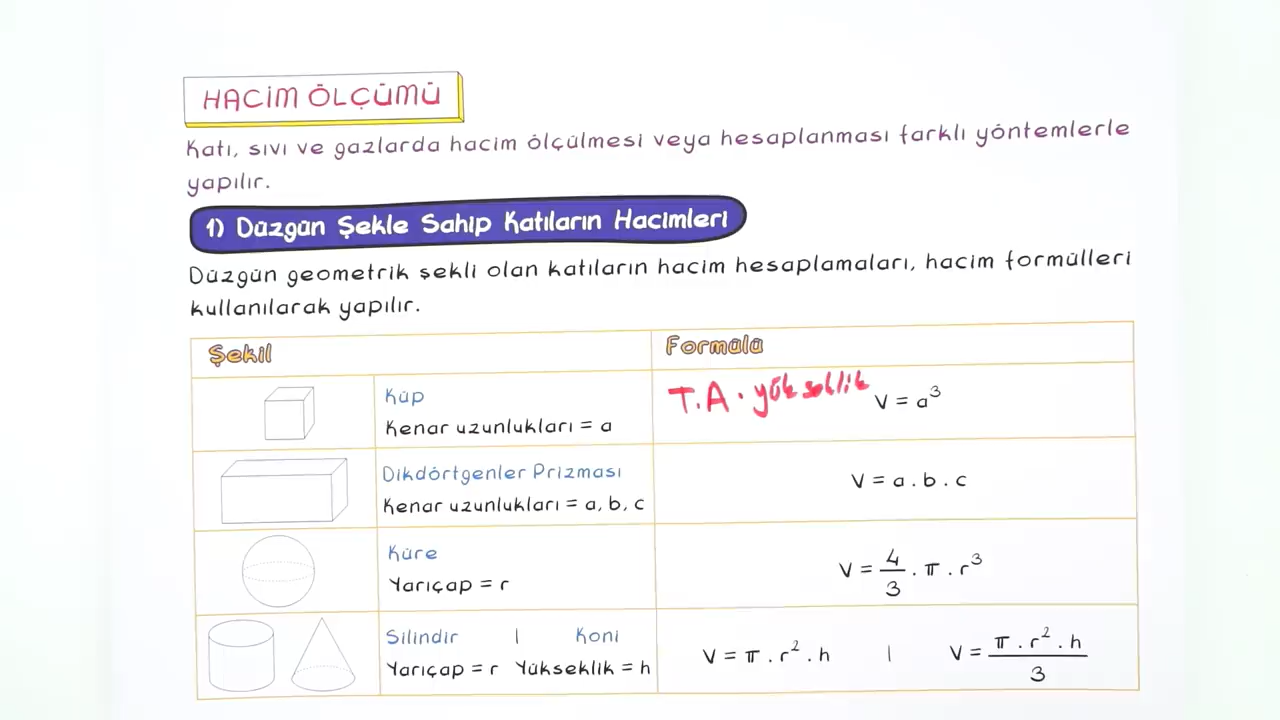 HACİM ÖLÇÜMÜ
Katı, sıvı ve gazlarda hacim ölçülmesi veya hesaplanması farklı yöntemlerle
yapılır.
1) Düzgün Şekle Sahip Katıların Hacimleri
Düzgün geometrik şekli olan katıların hacim hesaplamaları, hacim formülleri
kullanılarak yapılır.
Şekil
Formülü
Küp
Kenar uzunlukları = a
T.A. yükseklik
V = a³
Dikdörtgenler Prizması
Kenar uzunlukları = a, b, c
V = a . b . c
Küre
Yarıçap = r
V = 4/3 . π . r³
Silindir | Koni
Yarıçap = r Yükseklik = h
V = π . r² . h | V = π . r² . h / 3